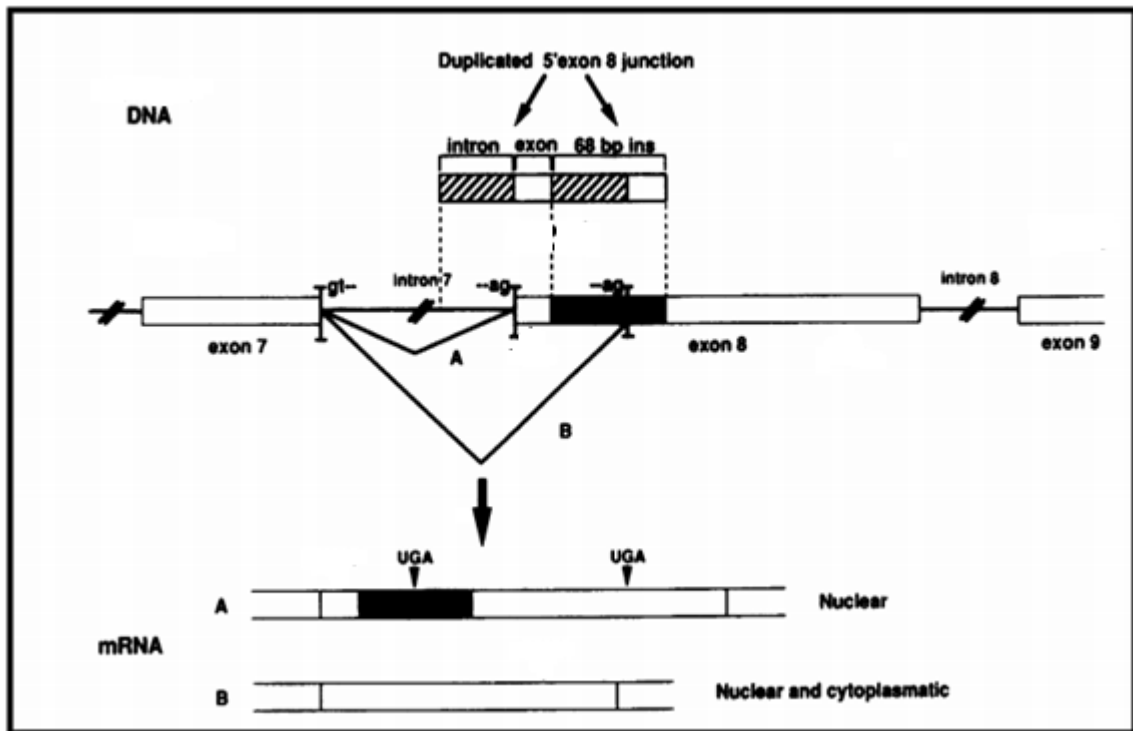 Duplicated 5'exon 8 junction
DNA
intron exon 68 bp ins
gt-- intron 7 --ag --ag intron 8
exon 7 exon 8 exon 9
A
B
UGA UGA
A Nuclear
mRNA
B Nuclear and cytoplasmatic